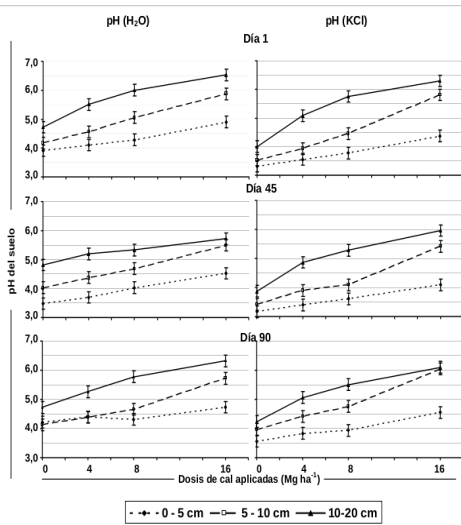 pH (H₂O) pH (KCl)
Día 1
7,0
6,0
5,0
4,0
3,0
Día 45
7,0
6,0
5,0
4,0
3,0
pH del suelo
Día 90
7,0
6,0
5,0
4,0
3,0
0 4 8 16 0 4 8 16
Dosis de cal aplicadas (Mg ha⁻¹)
0 - 5 cm 5 - 10 cm 10-20 cm